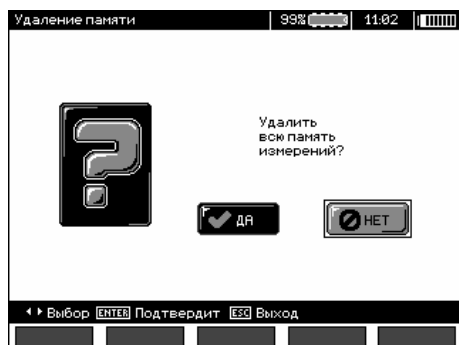 Удаление памяти 99% 11:02
Удалить
всю память
измерений?
ДА НЕТ
Выбор ENTER Подтвердит ESC Выход